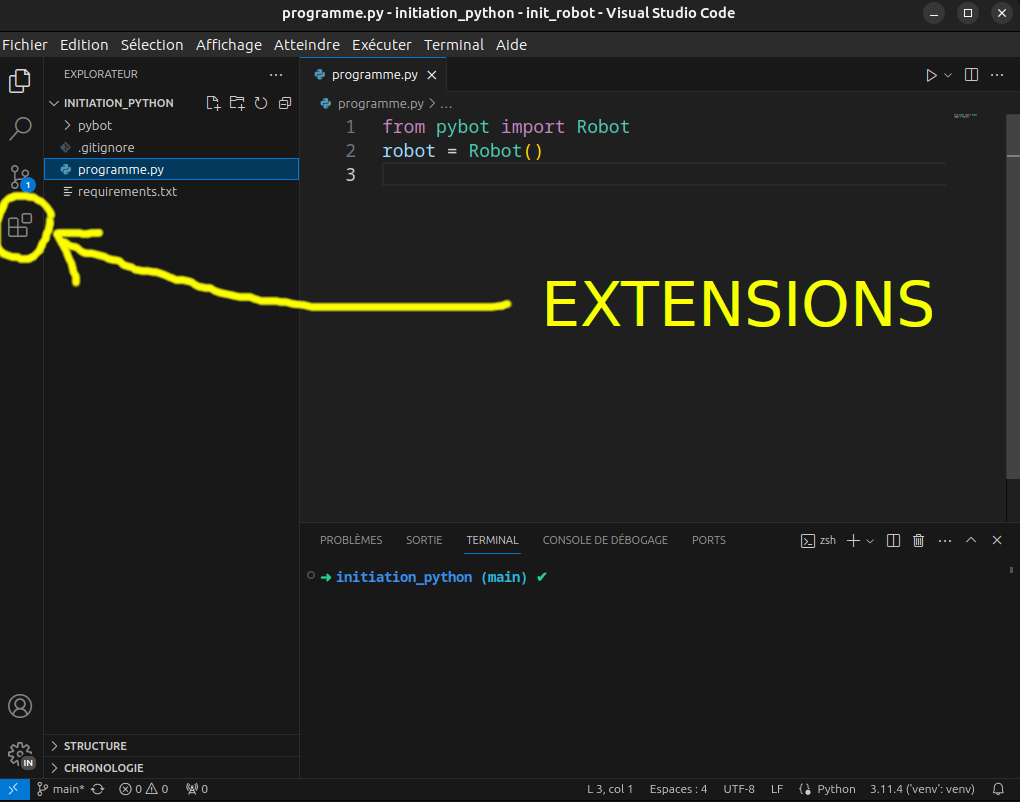 programme.py - initiation_python - init_robot - Visual Studio Code
Fichier Edition Sélection Affichage Atteindre Exécuter Terminal Aide
EXPLORATEUR
INITIATION_PYTHON
pybot
.gitignore
programme.py
requirements.txt
1
IN
STRUCTURE
CHRONOLOGIE
programme.py
programme.py > ...
1 from pybot import Robot
2 robot = Robot()
3
EXTENSIONS
PROBLÈMES SORTIE TERMINAL CONSOLE DE DÉBOGAGE PORTS zsh
initiation_python (main) ✔
main* 0 0 0 L 3, col 1 Espaces : 4 UTF-8 LF Python 3.11.4 ('venv': venv)